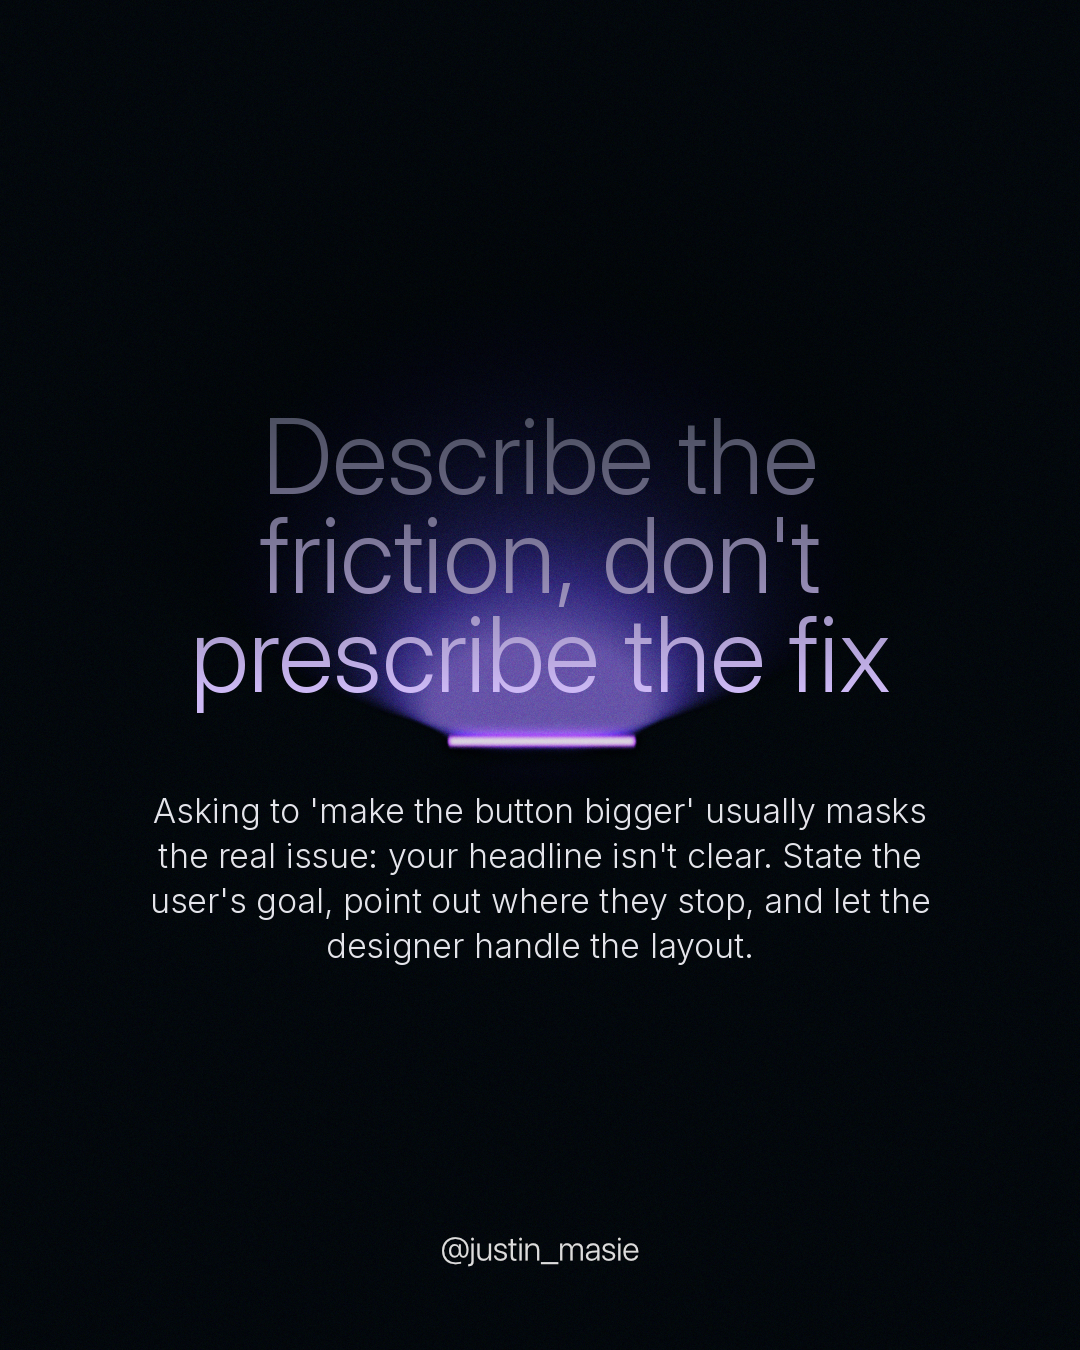 Describe the
friction, don't
prescribe the fix
Asking to 'make the button bigger' usually masks
the real issue: your headline isn't clear. State the
user's goal, point out where they stop, and let the
designer handle the layout.
@justin_masie